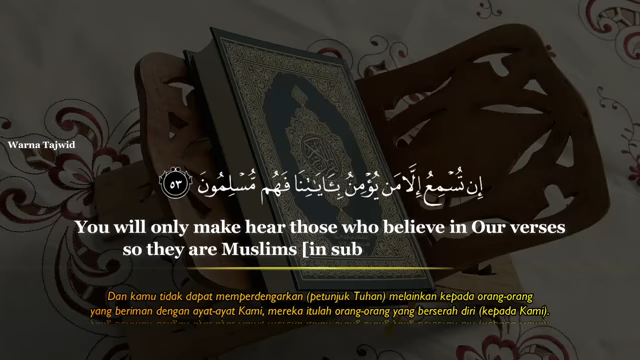 Warna Tajwid
إِن تُسْمِعُ إِلَّا مَن يُؤْمِنُ بِـَٔايَـٰتِنَا فَهُم مُّسْلِمُونَ ٥٣
You will only make hear those who believe in Our verses
so they are Muslims [in sub
Dan kamu tidak dapat memperdengarkan (petunjuk Tuhan) melainkan kepada orang-orang
yang beriman dengan ayat-ayat Kami, mereka itulah orang-orang yang berserah diri (kepada Kami).